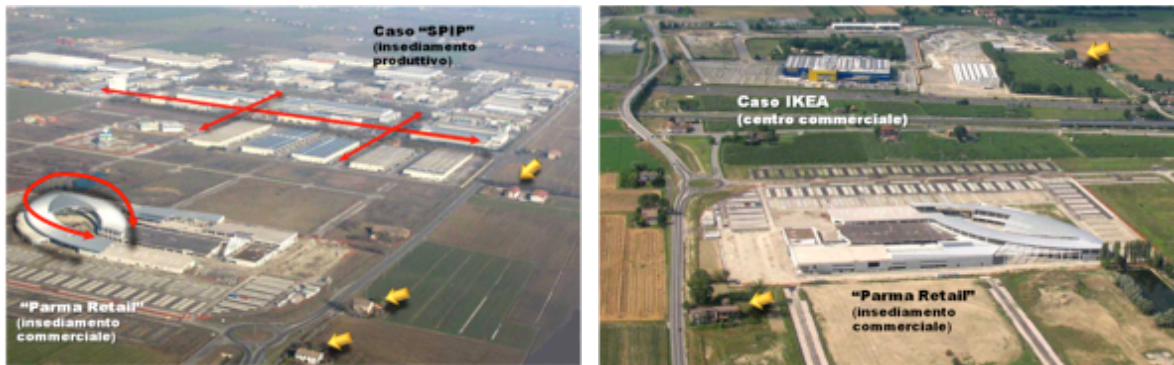 Caso “SPIP”
(insediamento
produttivo)
“Parma Retail”
(insediamento
commerciale)
Caso IKEA
(centro commerciale)
“Parma Retail”
(insediamento
commerciale)